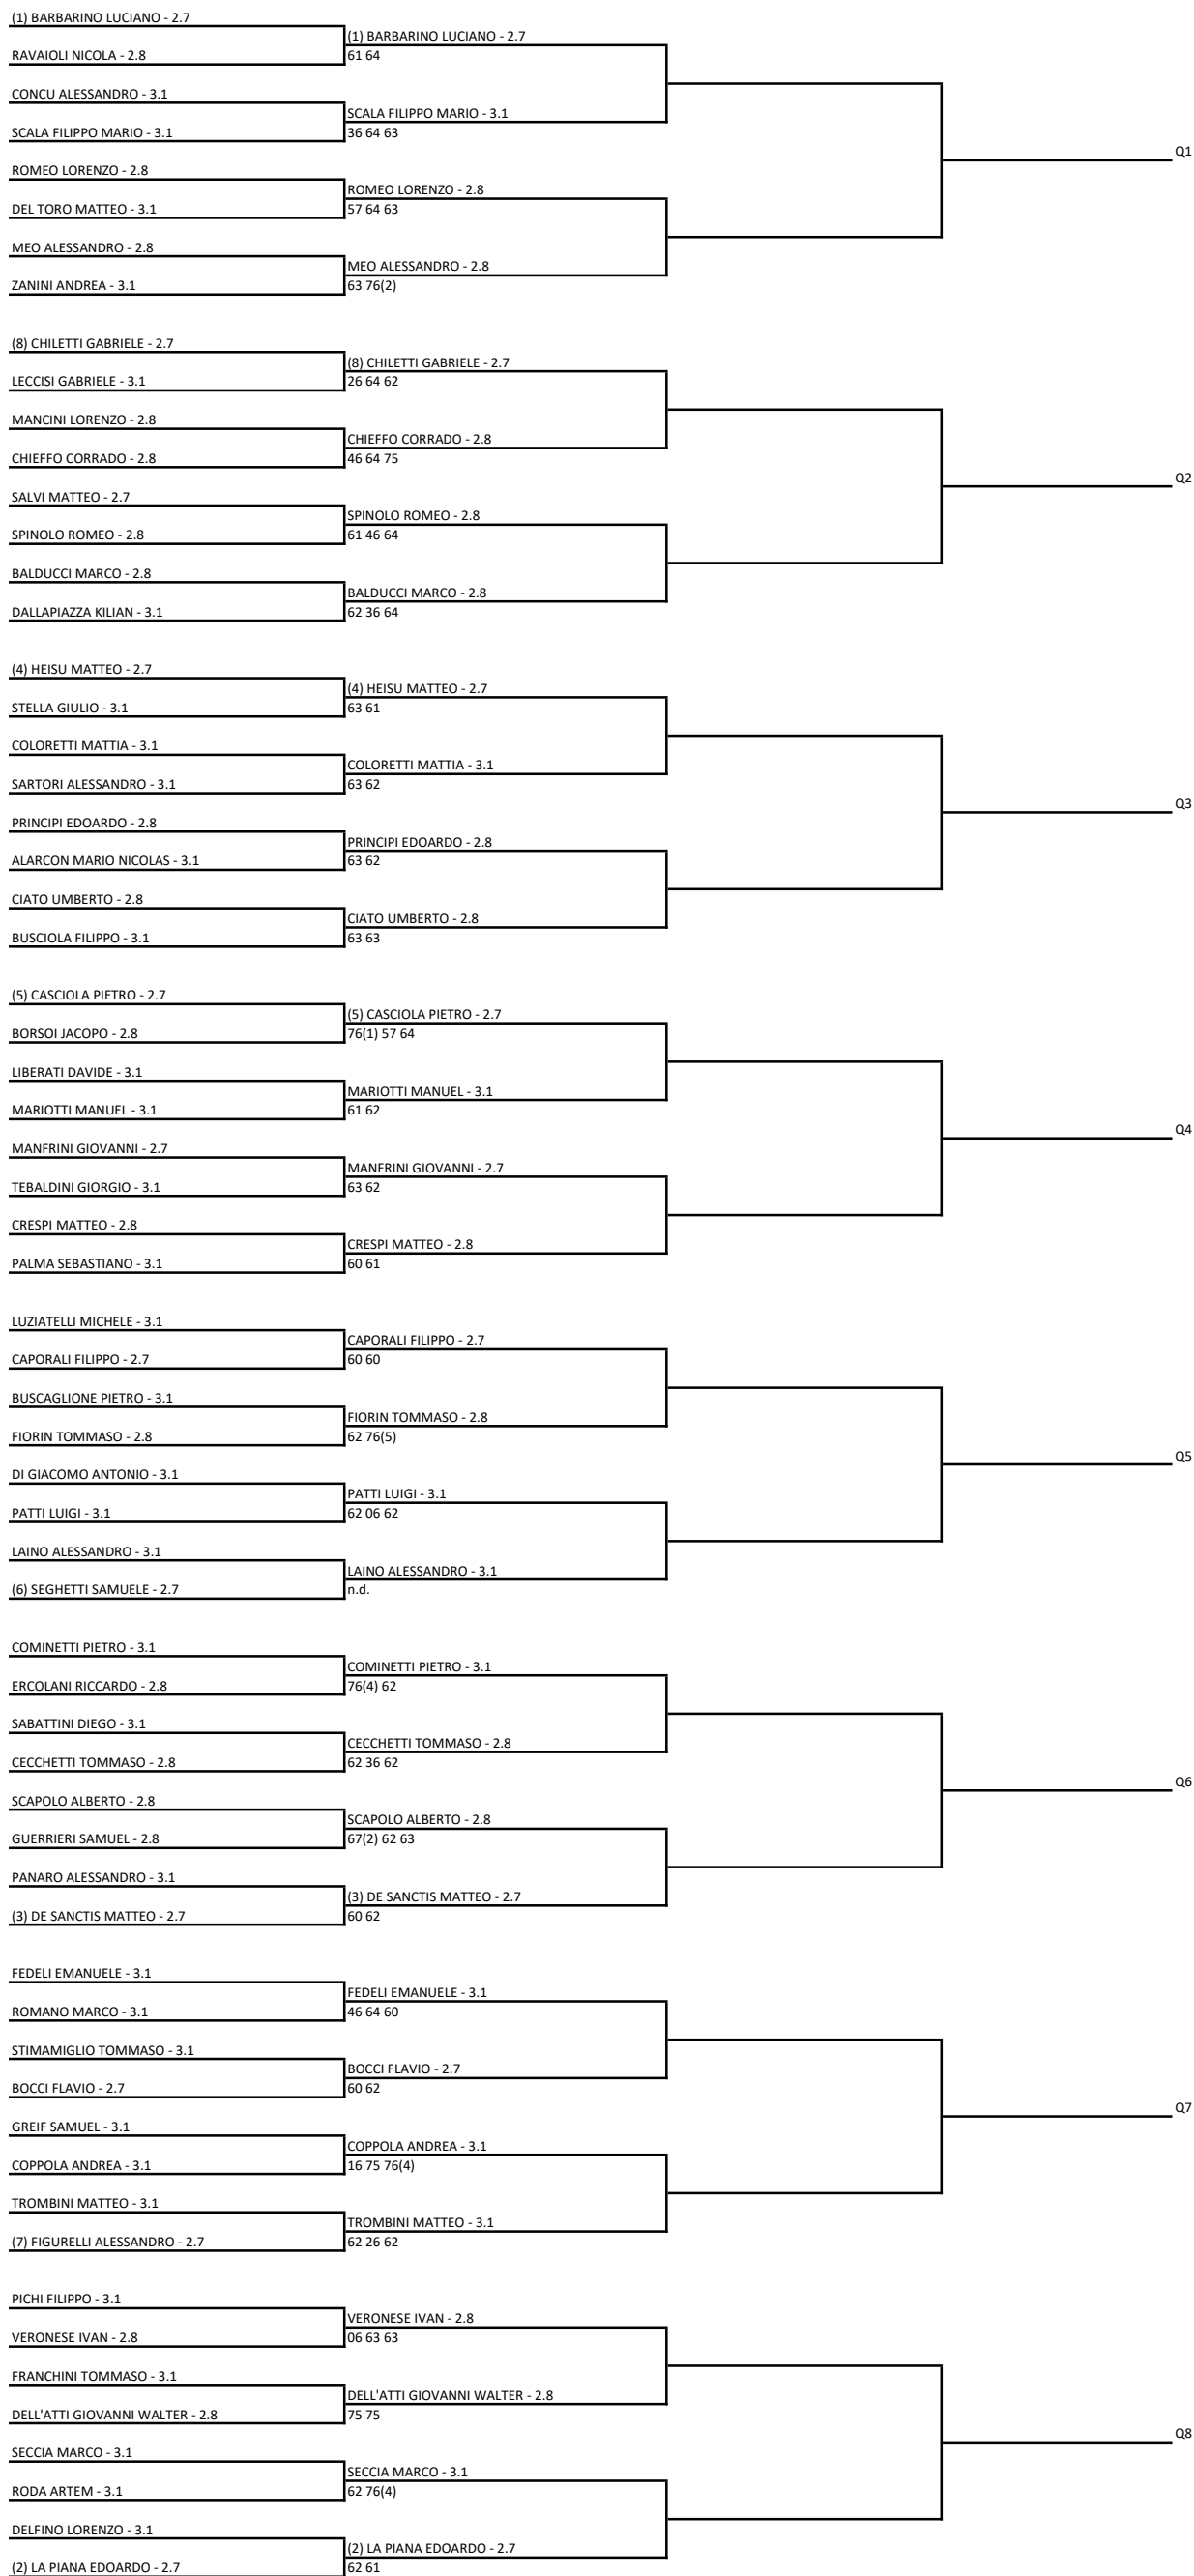 (1) BARBARINO LUCIANO - 2.7
(1) BARBARINO LUCIANO - 2.7
RAVAIOLI NICOLA - 2.8
61 64
CONCU ALESSANDRO - 3.1
SCALA FILIPPO MARIO - 3.1
SCALA FILIPPO MARIO - 3.1
36 64 63
Q1
ROMEO LORENZO - 2.8
ROMEO LORENZO - 2.8
DEL TORO MATTEO - 3.1
57 64 63
MEO ALESSANDRO - 2.8
MEO ALESSANDRO - 2.8
ZANINI ANDREA - 3.1
63 76(2)
(8) CHILETTI GABRIELE - 2.7
(8) CHILETTI GABRIELE - 2.7
LECCISI GABRIELE - 3.1
26 64 62
MANCINI LORENZO - 2.8
CHIEFFO CORRADO - 2.8
CHIEFFO CORRADO - 2.8
46 64 75
Q2
SALVI MATTEO - 2.7
SPINOLO ROMEO - 2.8
SPINOLO ROMEO - 2.8
61 46 64
BALDUCCI MARCO - 2.8
BALDUCCI MARCO - 2.8
DALLAPIAZZA KILIAN - 3.1
62 36 64
(4) HEISU MATTEO - 2.7
(4) HEISU MATTEO - 2.7
STELLA GIULIO - 3.1
63 61
COLORETTI MATTIA - 3.1
COLORETTI MATTIA - 3.1
SARTORI ALESSANDRO - 3.1
63 62
Q3
PRINCIPI EDOARDO - 2.8
PRINCIPI EDOARDO - 2.8
ALARCON MARIO NICOLAS - 3.1
63 62
CIATO UMBERTO - 2.8
CIATO UMBERTO - 2.8
BUSCIOLA FILIPPO - 3.1
63 63
(5) CASCIOLA PIETRO - 2.7
(5) CASCIOLA PIETRO - 2.7
BORSOI JACOPO - 2.8
76(1) 57 64
LIBERATI DAVIDE - 3.1
MARIOTTI MANUEL - 3.1
MARIOTTI MANUEL - 3.1
61 62
Q4
MANFRINI GIOVANNI - 2.7
MANFRINI GIOVANNI - 2.7
TEBALDINI GIORGIO - 3.1
63 62
CRESPI MATTEO - 2.8
CRESPI MATTEO - 2.8
PALMA SEBASTIANO - 3.1
60 61
LUZIATELLI MICHELE - 3.1
CAPORALI FILIPPO - 2.7
CAPORALI FILIPPO - 2.7
60 60
BUSCAGLIONE PIETRO - 3.1
FIORIN TOMMASO - 2.8
FIORIN TOMMASO - 2.8
62 76(5)
Q5
DI GIACOMO ANTONIO - 3.1
PATTI LUIGI - 3.1
PATTI LUIGI - 3.1
62 06 62
LAINO ALESSANDRO - 3.1
LAINO ALESSANDRO - 3.1
(6) SEGHETTI SAMUELE - 2.7
n.d.
COMINETTI PIETRO - 3.1
COMINETTI PIETRO - 3.1
ERCOLANI RICCARDO - 2.8
76(4) 62
SABATTINI DIEGO - 3.1
CECCHETTI TOMMASO - 2.8
CECCHETTI TOMMASO - 2.8
62 36 62
Q6
SCAPOLO ALBERTO - 2.8
SCAPOLO ALBERTO - 2.8
GUERRIERI SAMUEL - 2.8
67(2) 62 63
PANARO ALESSANDRO - 3.1
(3) DE SANCTIS MATTEO - 2.7
(3) DE SANCTIS MATTEO - 2.7
60 62
FEDELI EMANUELE - 3.1
FEDELI EMANUELE - 3.1
ROMANO MARCO - 3.1
46 64 60
STIMAMIGLIO TOMMASO - 3.1
BOCCI FLAVIO - 2.7
BOCCI FLAVIO - 2.7
60 62
Q7
GREIF SAMUEL - 3.1
COPPOLA ANDREA - 3.1
COPPOLA ANDREA - 3.1
16 75 76(4)
TROMBINI MATTEO - 3.1
TROMBINI MATTEO - 3.1
(7) FIGURELLI ALESSANDRO - 2.7
62 26 62
PICHI FILIPPO - 3.1
VERONESE IVAN - 2.8
VERONESE IVAN - 2.8
06 63 63
FRANCHINI TOMMASO - 3.1
DELL'ATTI GIOVANNI WALTER - 2.8
DELL'ATTI GIOVANNI WALTER - 2.8
75 75
Q8
SECCIA MARCO - 3.1
SECCIA MARCO - 3.1
RODA ARTEM - 3.1
62 76(4)
DELFINO LORENZO - 3.1
(2) LA PIANA EDOARDO - 2.7
(2) LA PIANA EDOARDO - 2.7
62 61